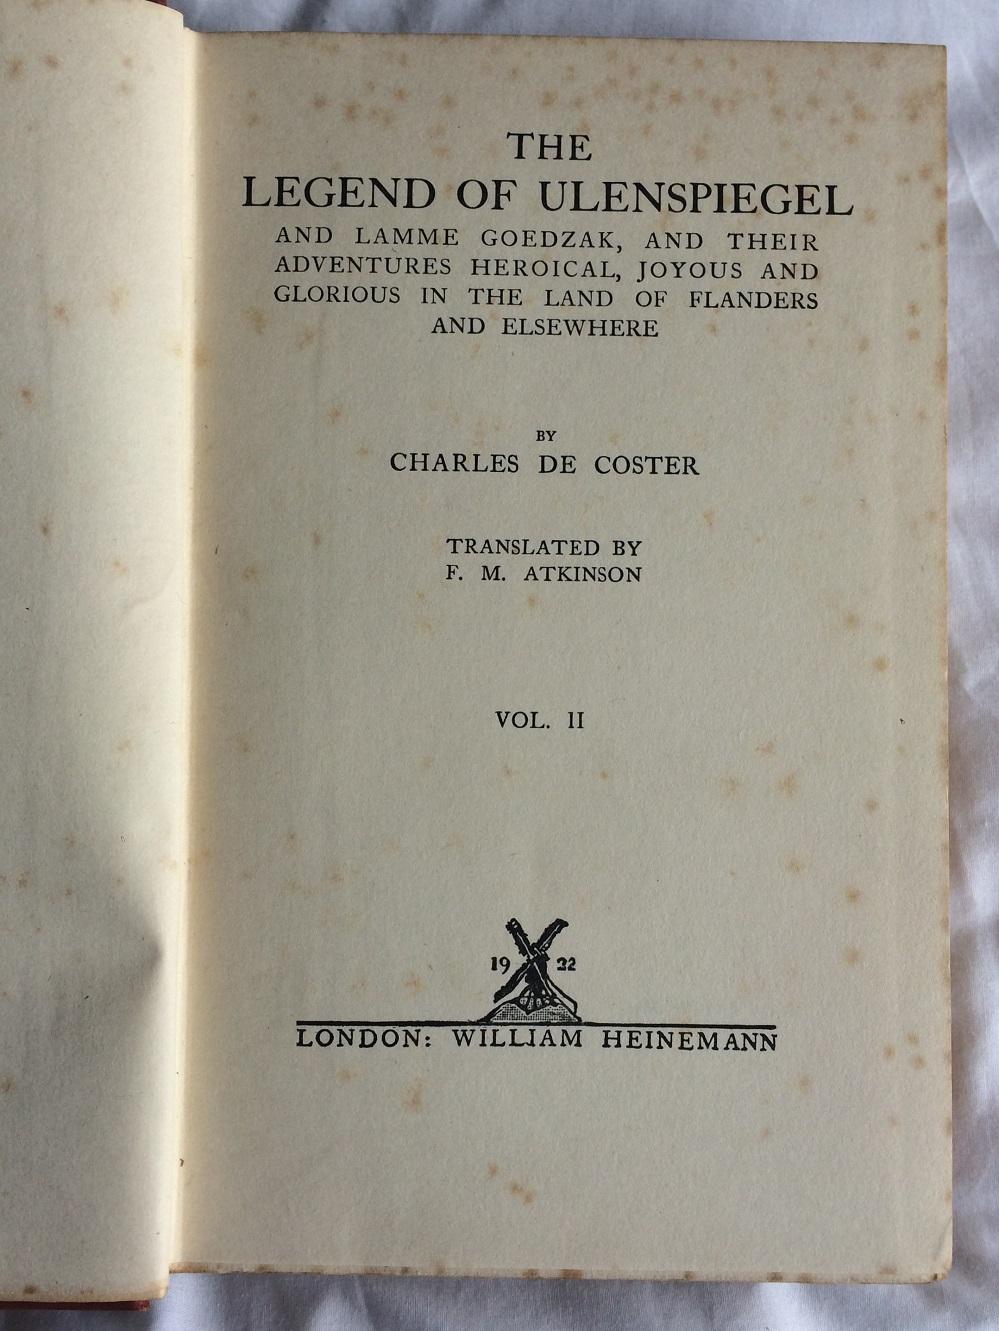 THE
LEGEND OF ULENSPIEGEL
AND LAMME GOEDZAK, AND THEIR
ADVENTURES HEROICAL, JOYOUS AND
GLORIOUS IN THE LAND OF FLANDERS
AND ELSEWHERE
BY
CHARLES DE COSTER
TRANSLATED BY
F. M. ATKINSON
VOL. II
19 22
LONDON: WILLIAM HEINEMANN